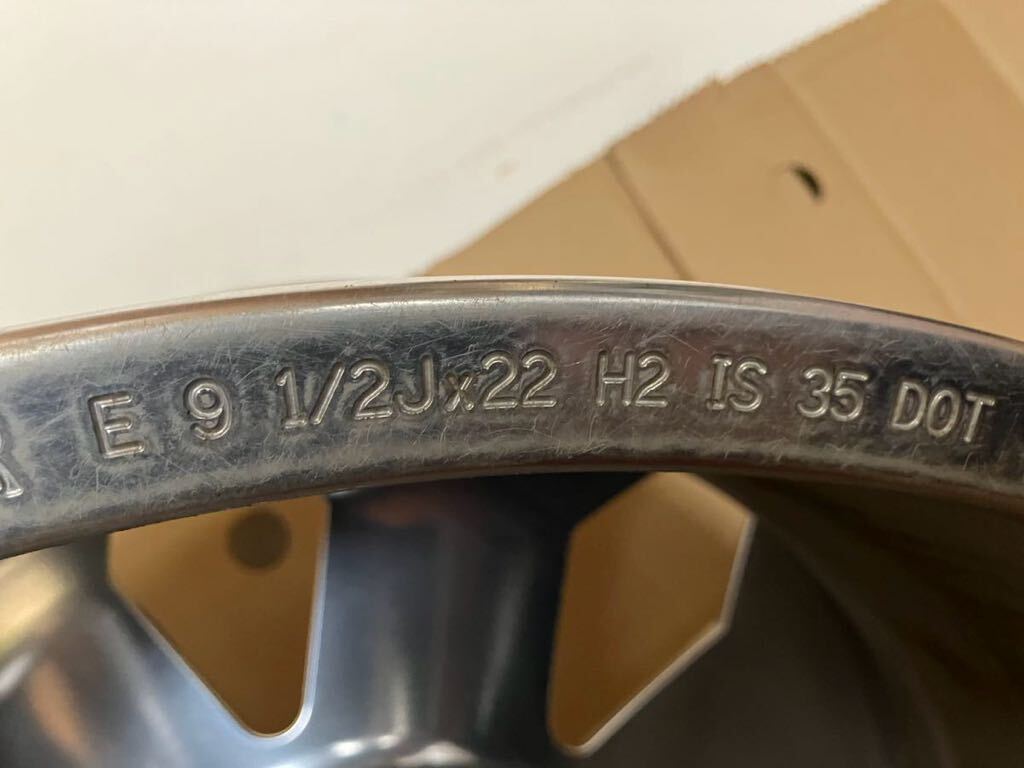 E 9 1/2Jx22 H2 IS 35 DOT